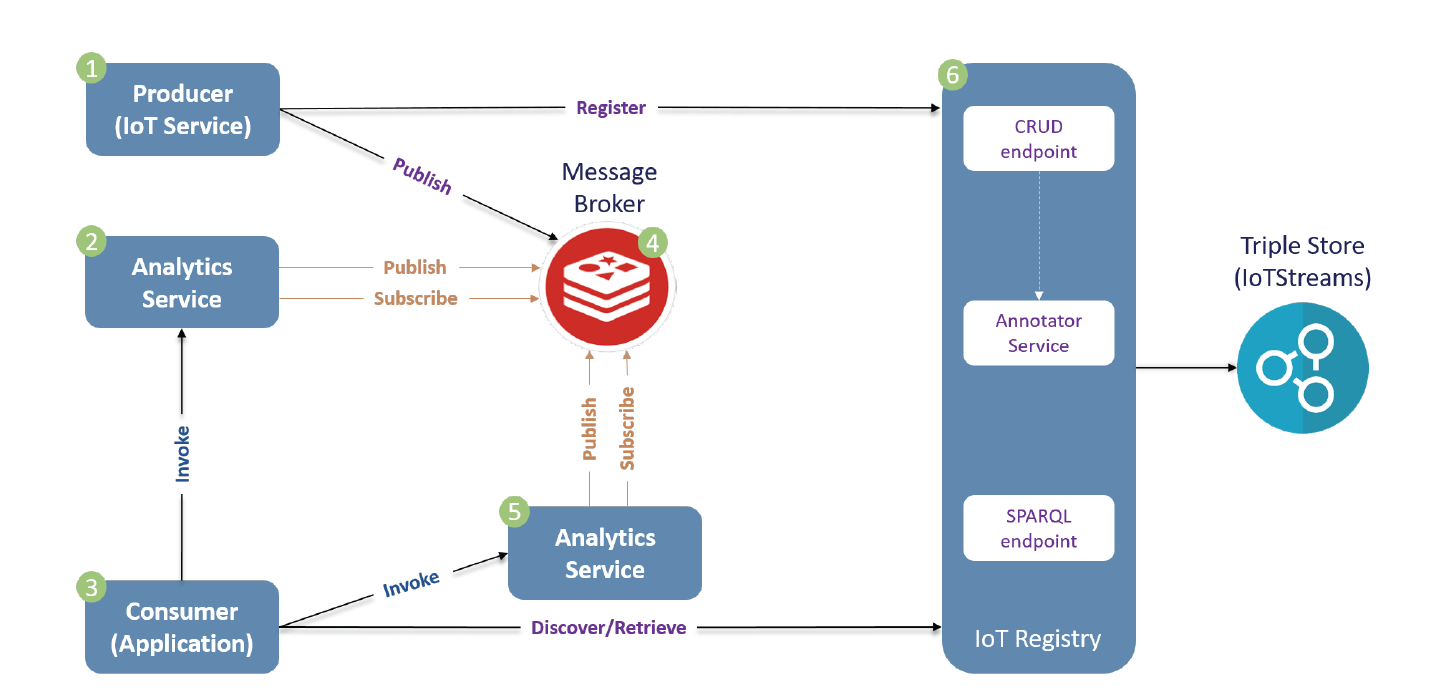 1
Producer
(IoT Service)
Register
6
CRUD
endpoint
Publish
Message
Broker
4
2
Analytics
Service
Publish
Subscribe
Triple Store
(IoTStreams)
Annotator
Service
Invoke
Publish
Subscribe
5
Analytics
Service
SPARQL
endpoint
3
Consumer
(Application)
Invoke
Discover/Retrieve
IoT Registry